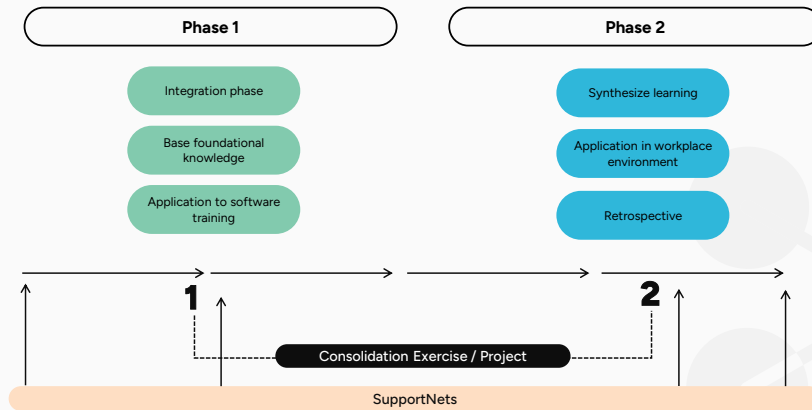 Phase 1
Phase 2
Integration phase
Base foundational
knowledge
Application to software
training
Synthesize learning
Application in workplace
environment
Retrospective
1
2
Consolidation Exercise / Project
SupportNets